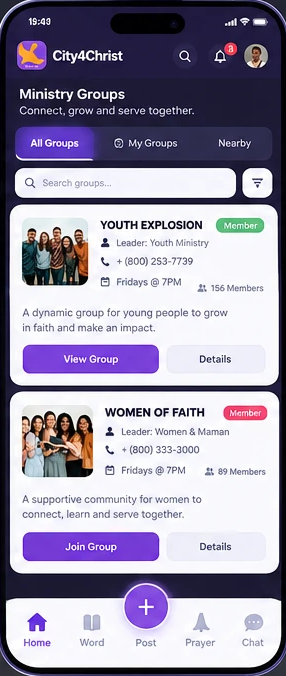 19:40
3
City4Christ
Ministry Groups
Connect, grow and serve together.
All Groups
My Groups
Nearby
Search groups...
YOUTH EXPLOSION
Member
Leader: Youth Ministry
+ (800) 253-7739
Fridays @ 7PM
156 Members
A dynamic group for young people to grow
in faith and make an impact.
View Group
Details
WOMEN OF FAITH
Member
Leader: Women & Maman
+ (800) 333-3000
Fridays @ 7PM
89 Members
A supportive community for women to
connect, learn and serve together.
Join Group
Details
Home
Word
Post
Prayer
Chat